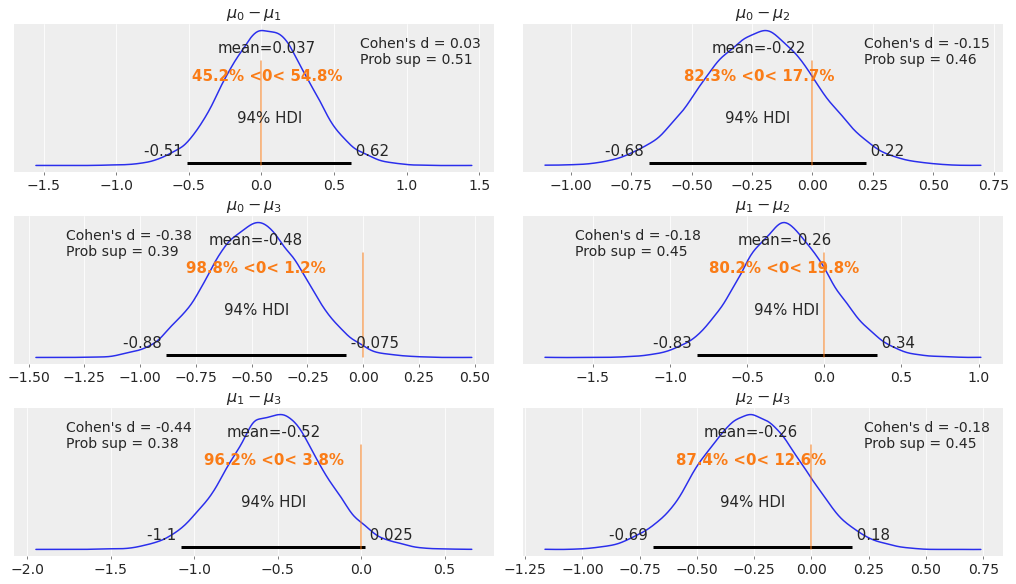 μ₀ − μ₁
mean=0.037
Cohen's d = 0.03
Prob sup = 0.51
45.2% <0< 54.8%
94% HDI
-0.51
0.62
−1.5 −1.0 −0.5 0.0 0.5 1.0 1.5
μ₀ − μ₂
mean=-0.22
Cohen's d = -0.15
Prob sup = 0.46
82.3% <0< 17.7%
94% HDI
-0.68
0.22
−1.00 −0.75 −0.50 −0.25 0.00 0.25 0.50 0.75
μ₀ − μ₃
Cohen's d = -0.38
Prob sup = 0.39
mean=-0.48
98.8% <0< 1.2%
94% HDI
-0.88
-0.075
−1.50 −1.25 −1.00 −0.75 −0.50 −0.25 0.00 0.25 0.50
μ₁ − μ₂
Cohen's d = -0.18
Prob sup = 0.45
mean=-0.26
80.2% <0< 19.8%
94% HDI
-0.83
0.34
−1.5 −1.0 −0.5 0.0 0.5 1.0
μ₁ − μ₃
Cohen's d = -0.44
Prob sup = 0.38
mean=-0.52
96.2% <0< 3.8%
94% HDI
-1.1
0.025
−2.0 −1.5 −1.0 −0.5 0.0 0.5
μ₂ − μ₃
mean=-0.26
Cohen's d = -0.18
Prob sup = 0.45
87.4% <0< 12.6%
94% HDI
-0.69
0.18
−1.25 −1.00 −0.75 −0.50 −0.25 0.00 0.25 0.50 0.75